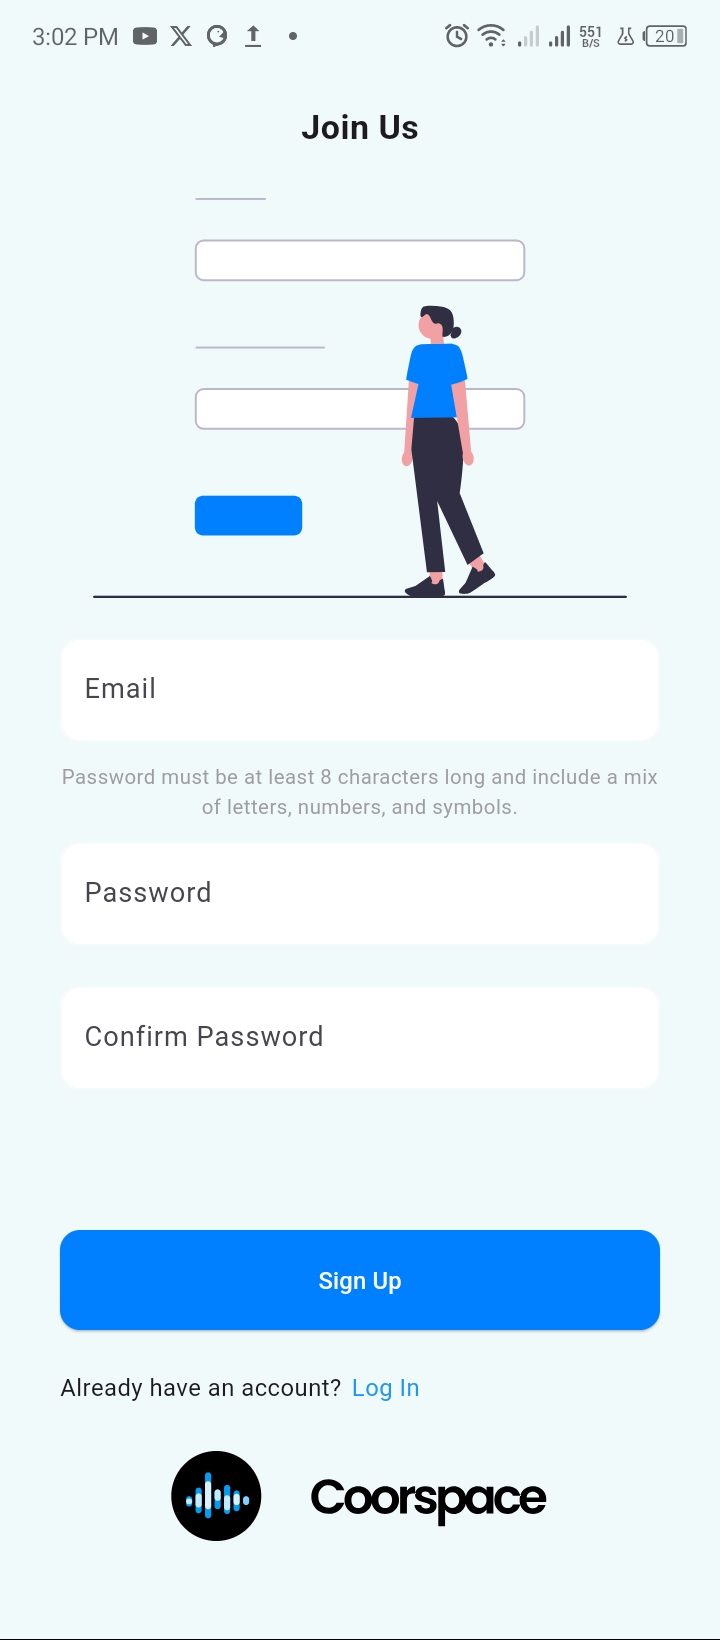 3:02 PM 551 B/S 20
Join Us
Email
Password must be at least 8 characters long and include a mix
of letters, numbers, and symbols.
Password
Confirm Password
Sign Up
Already have an account? Log In
Coorspace